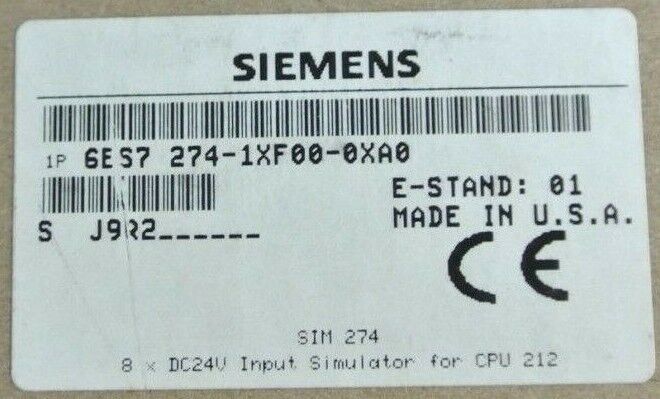 SIEMENS
1P 6ES7 274-1XF00-0XA0
E-STAND: 01
S J9R2______
MADE IN U.S.A.
CE
SIM 274
8 x DC24V Input Simulator for CPU 212